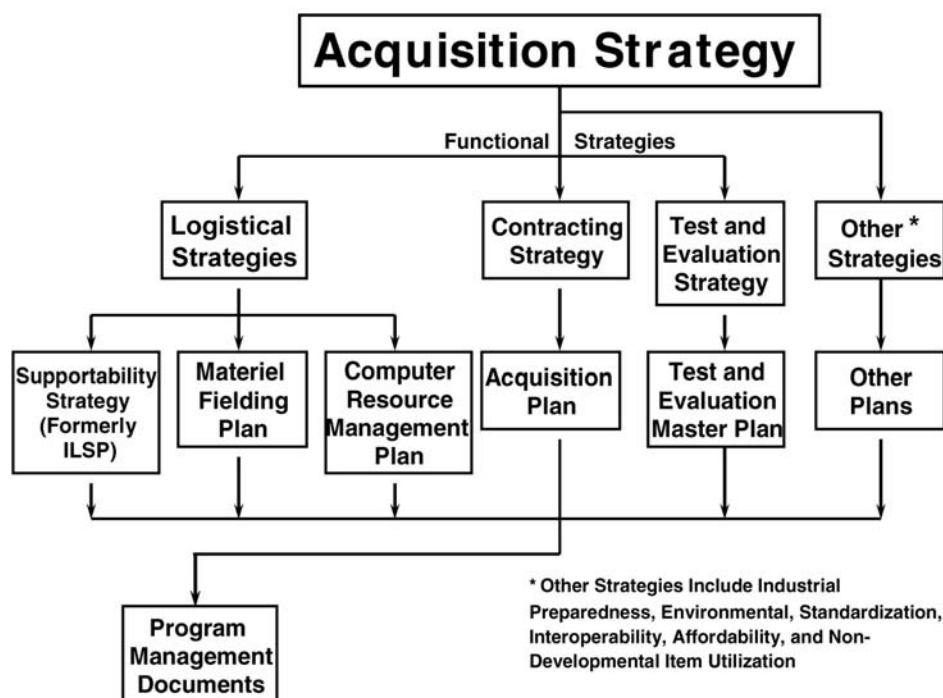 Acquisition Strategy
Functional Strategies
Logistical
Strategies
Contracting
Strategy
Test and
Evaluation
Strategy
Other *
Strategies
Supportability
Strategy
(Formerly
ILSP)
Materiel
Fielding
Plan
Computer
Resource
Management
Plan
Acquisition
Plan
Test and
Evaluation
Master Plan
Other
Plans
Program
Management
Documents
* Other Strategies Include Industrial
Preparedness, Environmental, Standardization,
Interoperability, Affordability, and Non-
Developmental Item Utilization